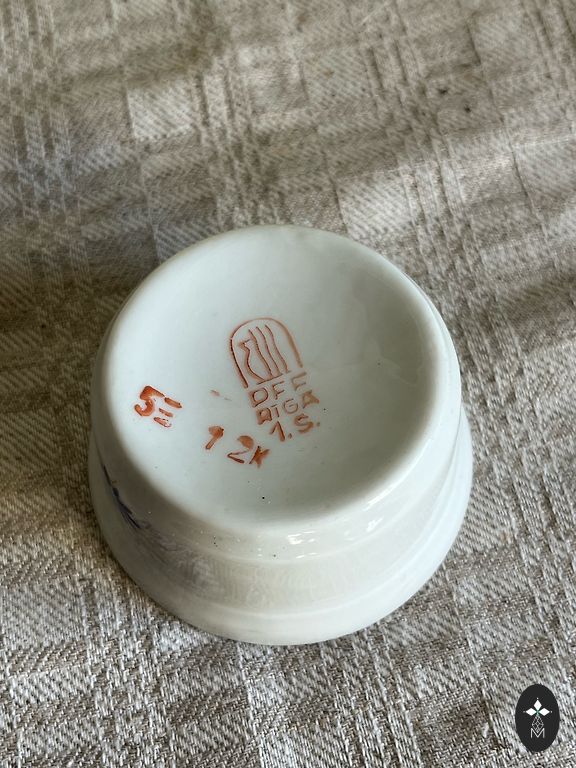 DFF
RIGA
1.S.
5=
12k
M